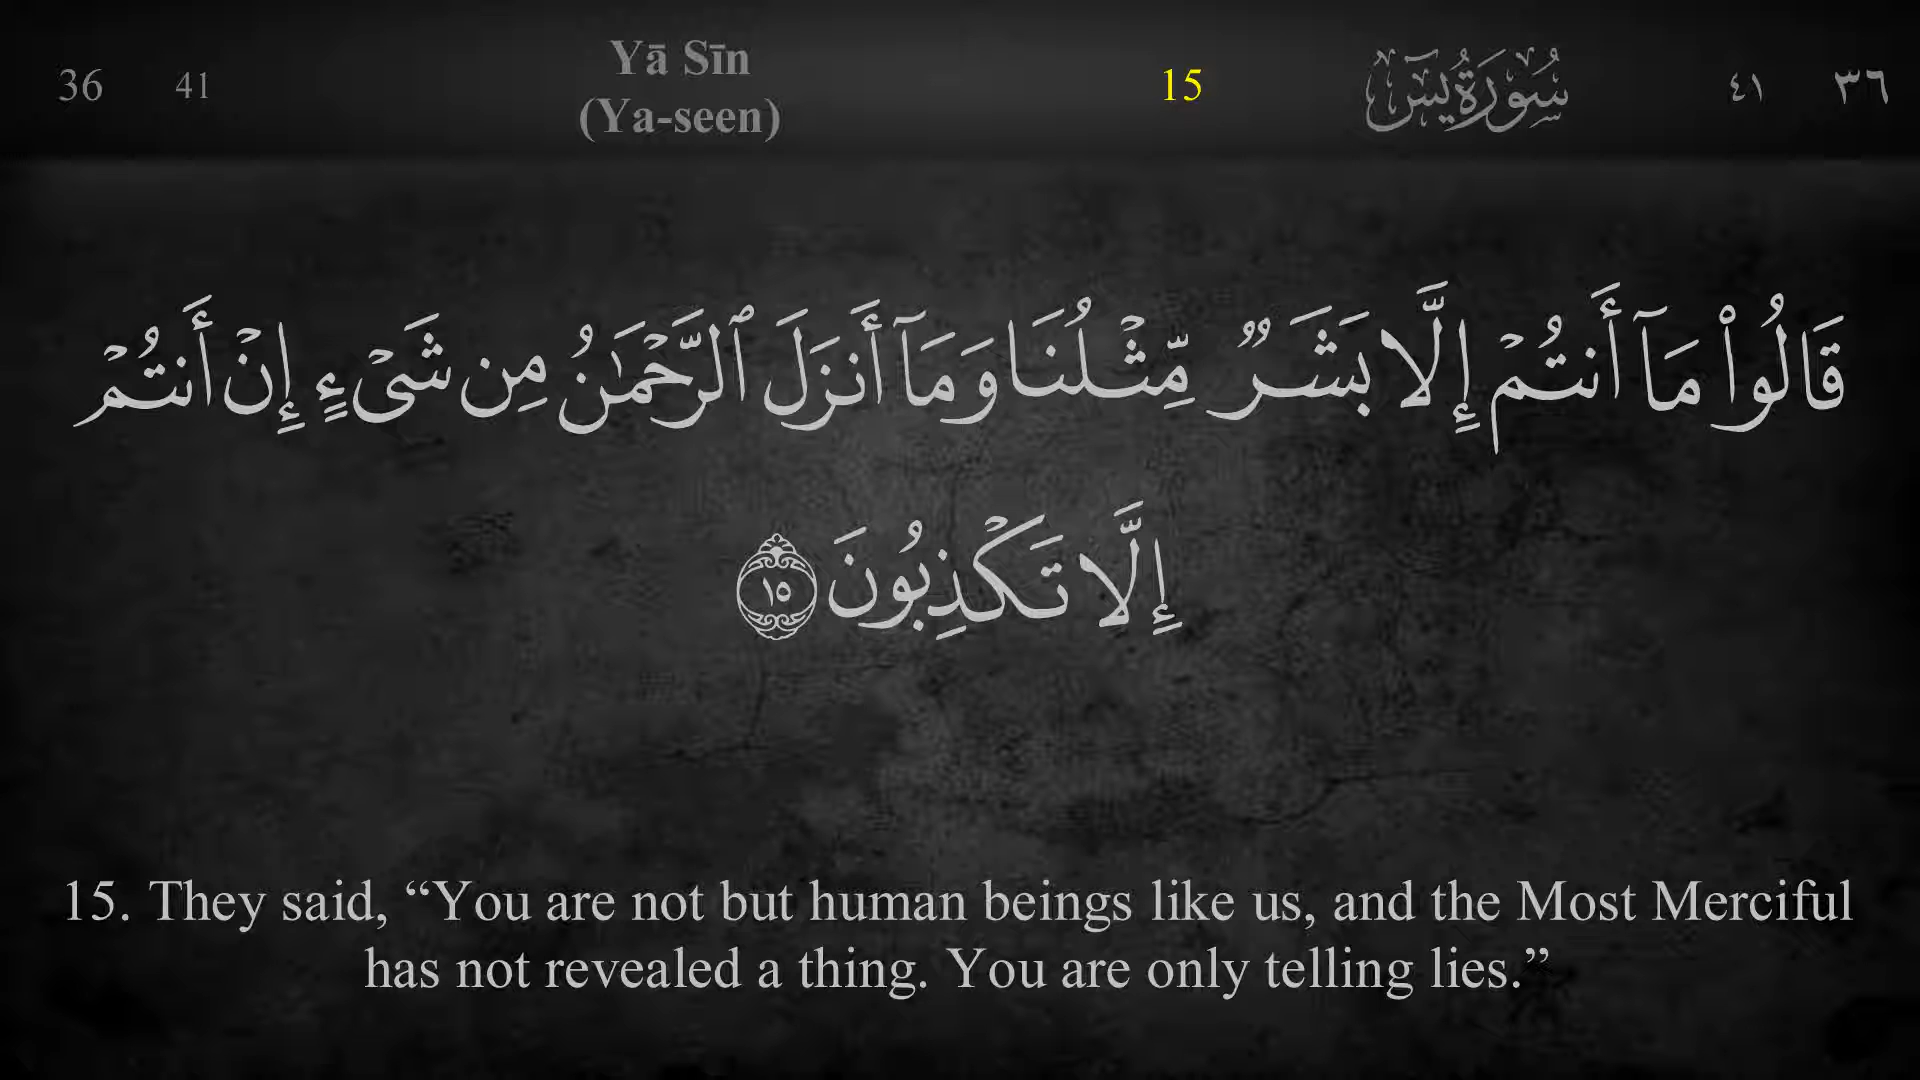 36 41 Yā Sīn 15 سُورَةُ يسٓ ٤١ ٣٦
(Ya-seen)
قَالُوا۟ مَآ أَنتُمْ إِلَّا بَشَرٌ مِّثْلُنَا وَمَآ أَنزَلَ ٱلرَّحْمَـٰنُ مِن شَىْءٍ إِنْ أَنتُمْ
إِلَّا تَكْذِبُونَ ١٥
15. They said, “You are not but human beings like us, and the Most Merciful
has not revealed a thing. You are only telling lies.”